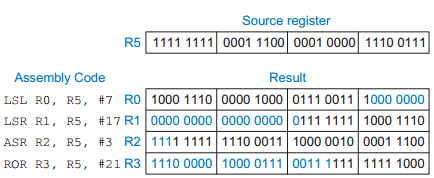 Source register
R5 1111 1111 0001 1100 0001 0000 1110 0111
Assembly Code Result
LSL R0, R5, #7 R0 1000 1110 0000 1000 0111 0011 1000 0000
LSR R1, R5, #17 R1 0000 0000 0000 0000 0111 1111 1000 1110
ASR R2, R5, #3 R2 1111 1111 1110 0011 1000 0010 0001 1100
ROR R3, R5, #21 R3 1110 0000 1000 0111 0011 1111 1111 1000